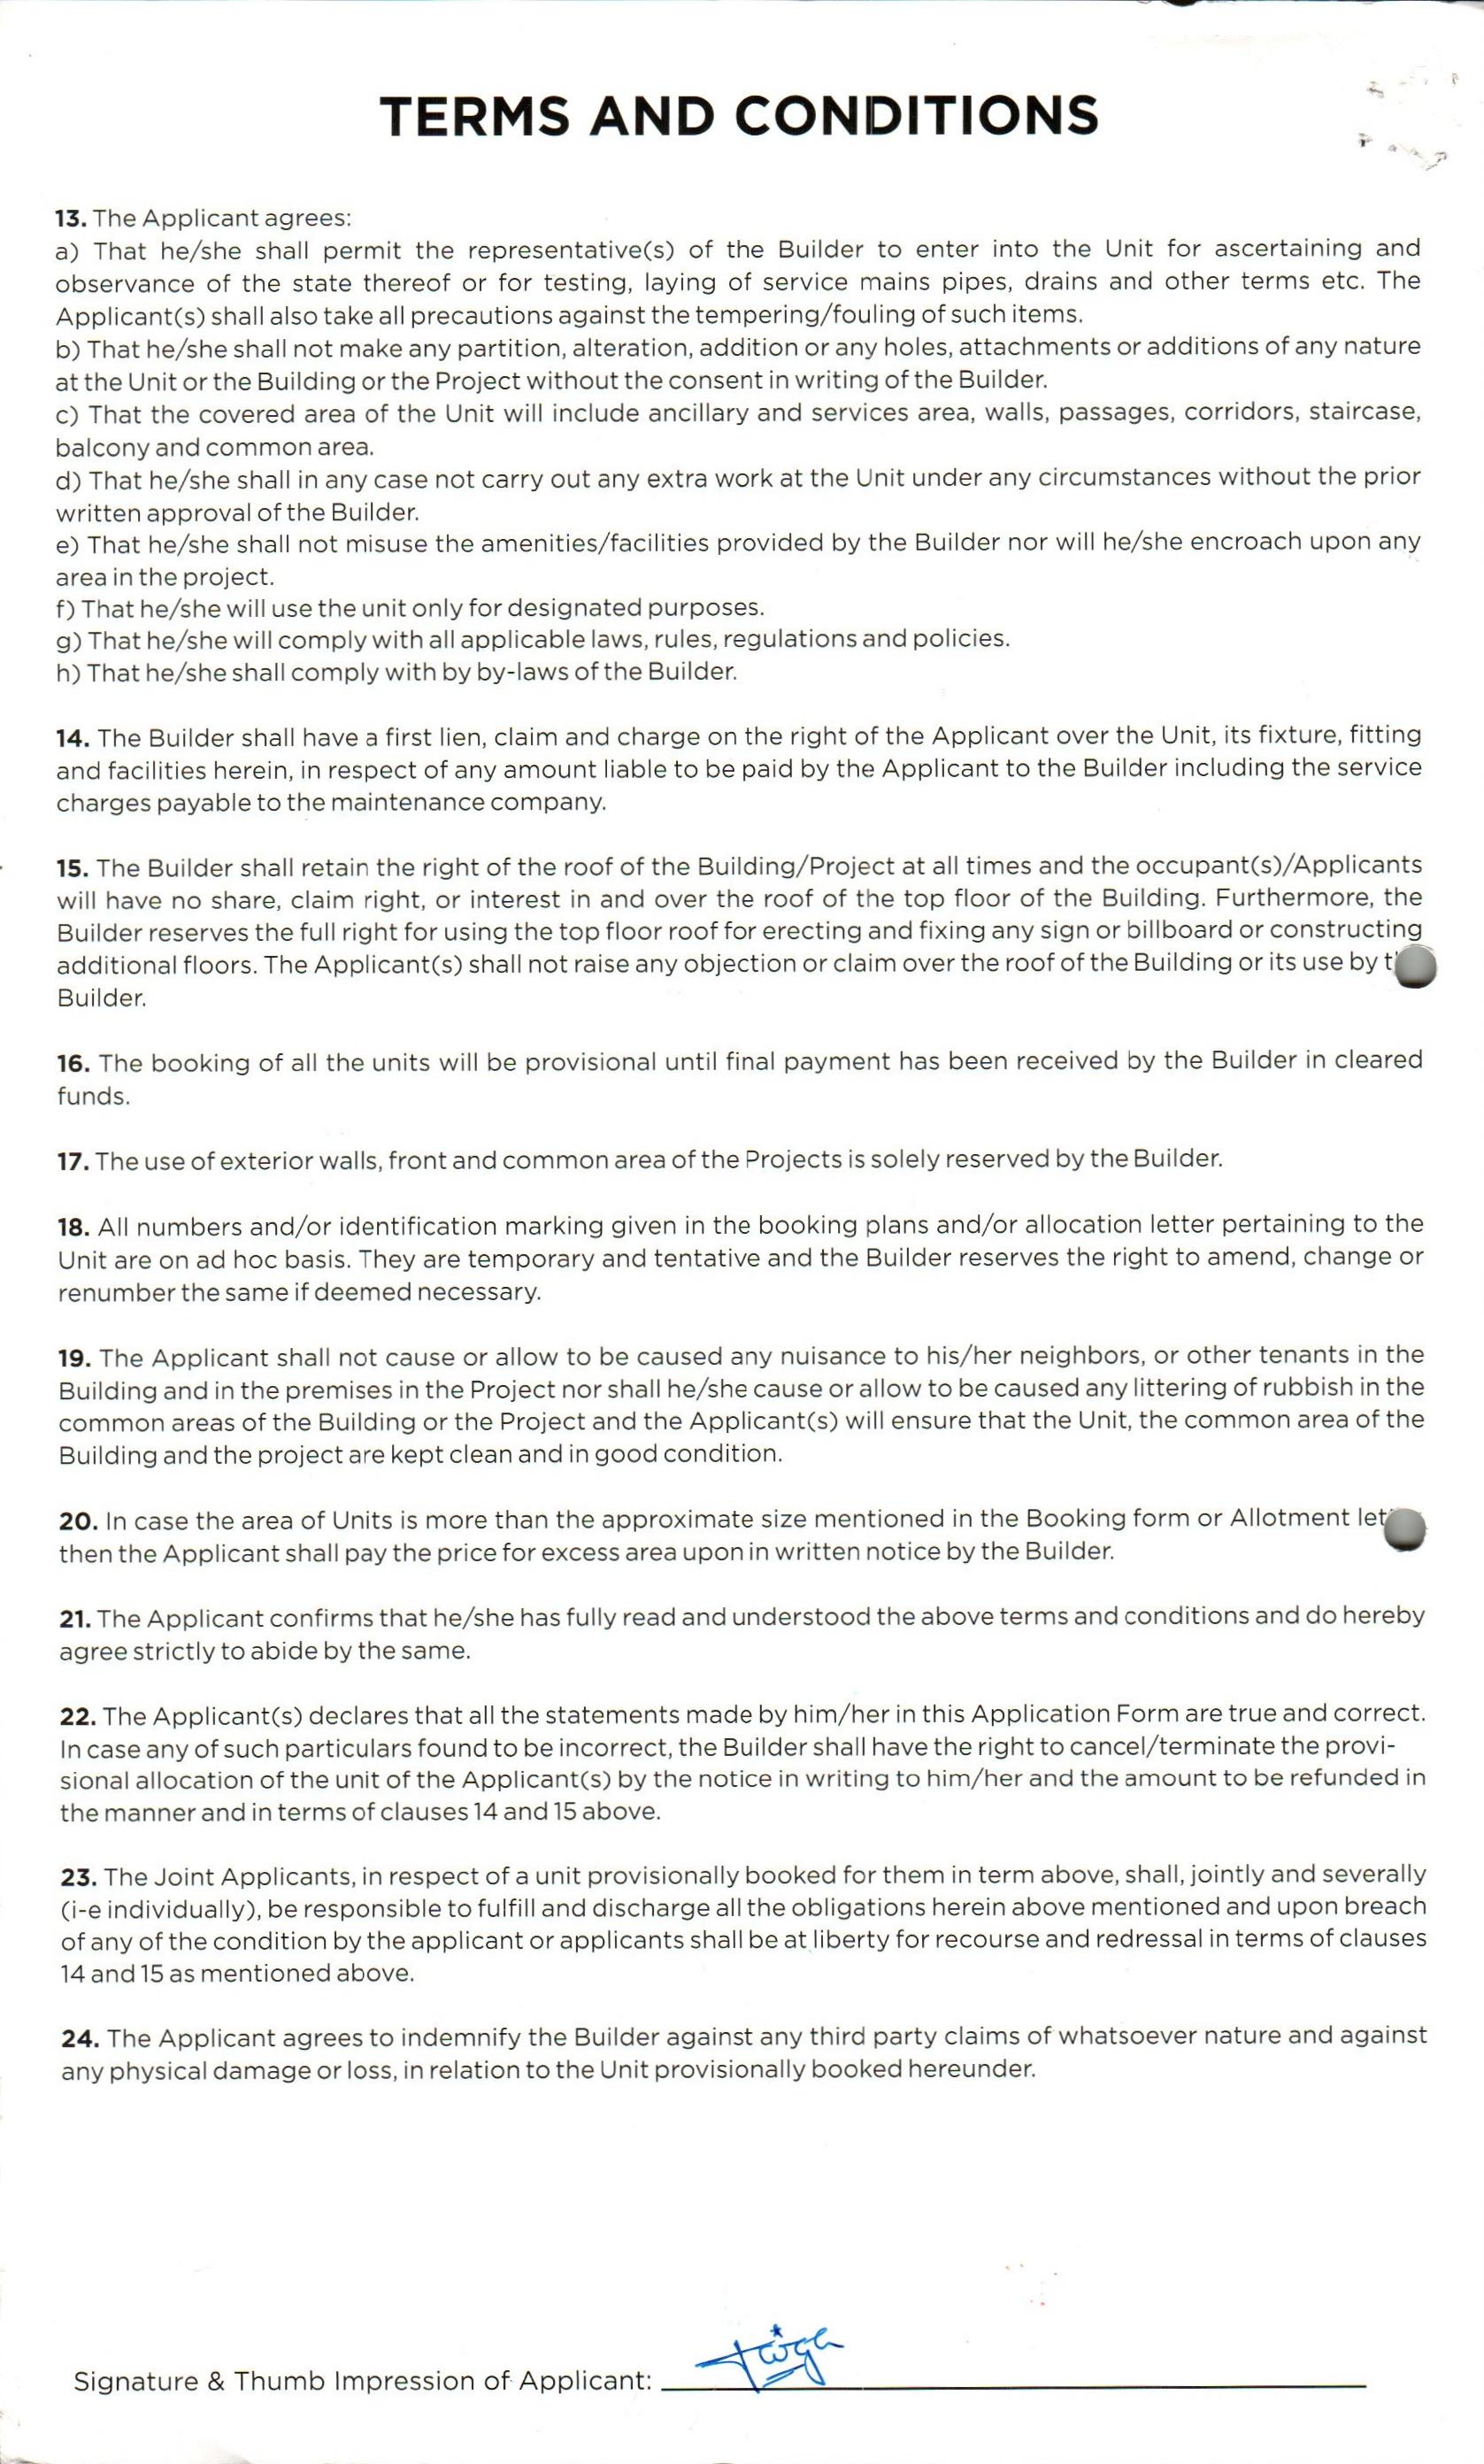 TERMS AND CONDITIONS
13. The Applicant agrees:
a) That he/she shall permit the representative(s) of the Builder to enter into the Unit for ascertaining and
observance of the state thereof or for testing, laying of service mains pipes, drains and other terms etc. The
Applicant(s) shall also take all precautions against the tempering/fouling of such items.
b) That he/she shall not make any partition, alteration, addition or any holes, attachments or additions of any nature
at the Unit or the Building or the Project without the consent in writing of the Builder.
c) That the covered area of the Unit will include ancillary and services area, walls, passages, corridors, staircase,
balcony and common area.
d) That he/she shall in any case not carry out any extra work at the Unit under any circumstances without the prior
written approval of the Builder.
e) That he/she shall not misuse the amenities/facilities provided by the Builder nor will he/she encroach upon any
area in the project.
f) That he/she will use the unit only for designated purposes.
g) That he/she will comply with all applicable laws, rules, regulations and policies.
h) That he/she shall comply with by by-laws of the Builder.
14. The Builder shall have a first lien, claim and charge on the right of the Applicant over the Unit, its fixture, fitting
and facilities herein, in respect of any amount liable to be paid by the Applicant to the Builder including the service
charges payable to the maintenance company.
15. The Builder shall retain the right of the roof of the Building/Project at all times and the occupant(s)/Applicants
will have no share, claim right, or interest in and over the roof of the top floor of the Building. Furthermore, the
Builder reserves the full right for using the top floor roof for erecting and fixing any sign or billboard or constructing
additional floors. The Applicant(s) shall not raise any objection or claim over the roof of the Building or its use by
Builder.
16. The booking of all the units will be provisional until final payment has been received by the Builder in cleared
funds.
17. The use of exterior walls, front and common area of the Projects is solely reserved by the Builder.
18. All numbers and/or identification marking given in the booking plans and/or allocation letter pertaining to the
Unit are on ad hoc basis. They are temporary and tentative and the Builder reserves the right to amend, change or
renumber the same if deemed necessary.
19. The Applicant shall not cause or allow to be caused any nuisance to his/her neighbors, or other tenants in the
Building and in the premises in the Project nor shall he/she cause or allow to be caused any littering of rubbish in the
common areas of the Building or the Project and the Applicant(s) will ensure that the Unit, the common area of the
Building and the project are kept clean and in good condition.
20. In case the area of Units is more than the approximate size mentioned in the Booking form or Allotment
then the Applicant shall pay the price for excess area upon in written notice by the Builder.
21. The Applicant confirms that he/she has fully read and understood the above terms and conditions and do hereby
agree strictly to abide by the same.
22. The Applicant(s) declares that all the statements made by him/her in this Application Form are true and correct.
In case any of such particulars found to be incorrect, the Builder shall have the right to cancel/terminate the provi-
sional allocation of the unit of the Applicant(s) by the notice in writing to him/her and the amount to be refunded in
the manner and in terms of clauses 14 and 15 above.
23. The Joint Applicants, in respect of a unit provisionally booked for them in term above, shall, jointly and severally
(i-e individually), be responsible to fulfill and discharge all the obligations herein above mentioned and upon breach
of any of the condition by the applicant or applicants shall be at liberty for recourse and redressal in terms of clauses
14 and 15 as mentioned above.
24. The Applicant agrees to indemnify the Builder against any third party claims of whatsoever nature and against
any physical damage or loss, in relation to the Unit provisionally booked hereunder.
Signature & Thumb Impression of Applicant: